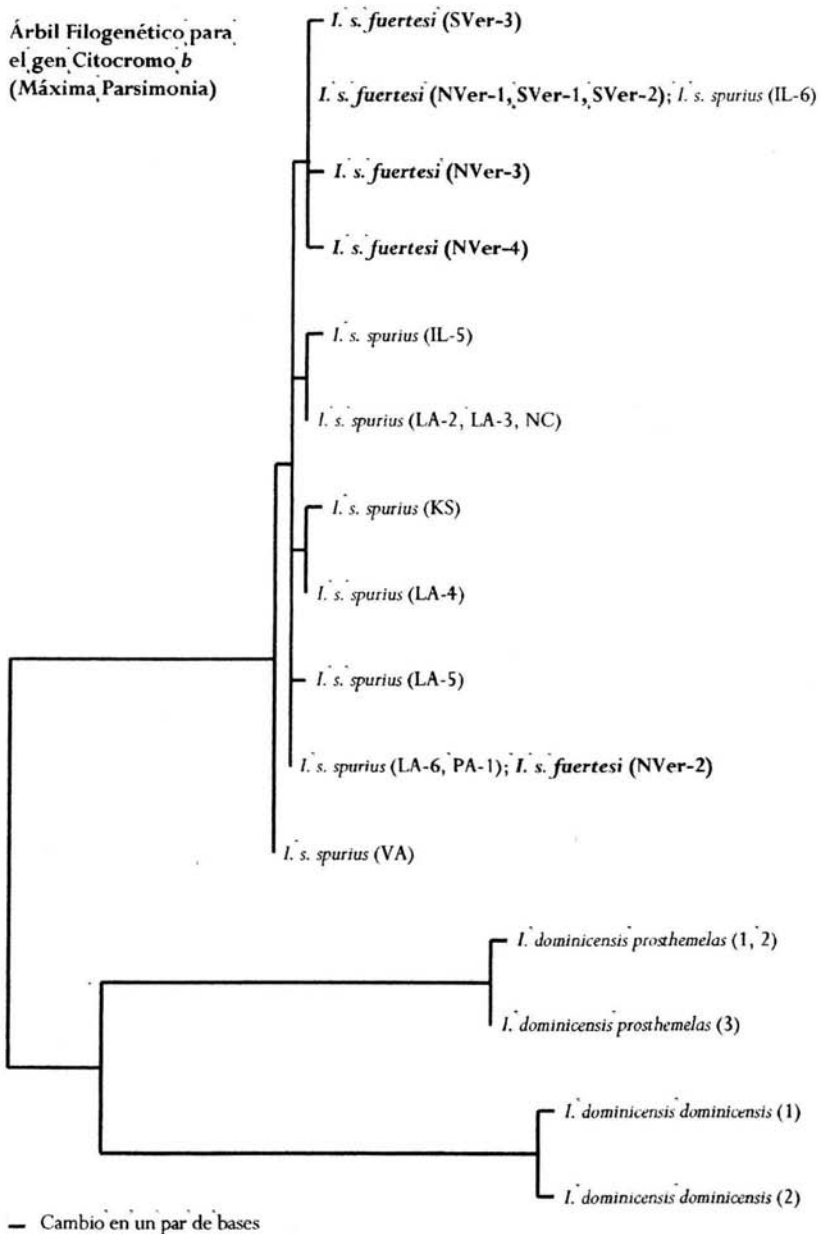 Árbil Filogenético para
el gen Citocromo b
(Máxima Parsimonia)
I. s. fuertesi (SVer-3)
I. s. fuertesi (NVer-1, SVer-1, SVer-2); I. s. spurius (IL-6)
I. s. fuertesi (NVer-3)
I. s. fuertesi (NVer-4)
I. s. spurius (IL-5)
I. s. spurius (LA-2, LA-3, NC)
I. s. spurius (KS)
I. s. spurius (LA-4)
I. s. spurius (LA-5)
I. s. spurius (LA-6, PA-1); I. s. fuertesi (NVer-2)
I. s. spurius (VA)
I. dominicensis prosthemelas (1, 2)
I. dominicensis prosthemelas (3)
I. dominicensis dominicensis (1)
I. dominicensis dominicensis (2)
Cambio en un par de bases